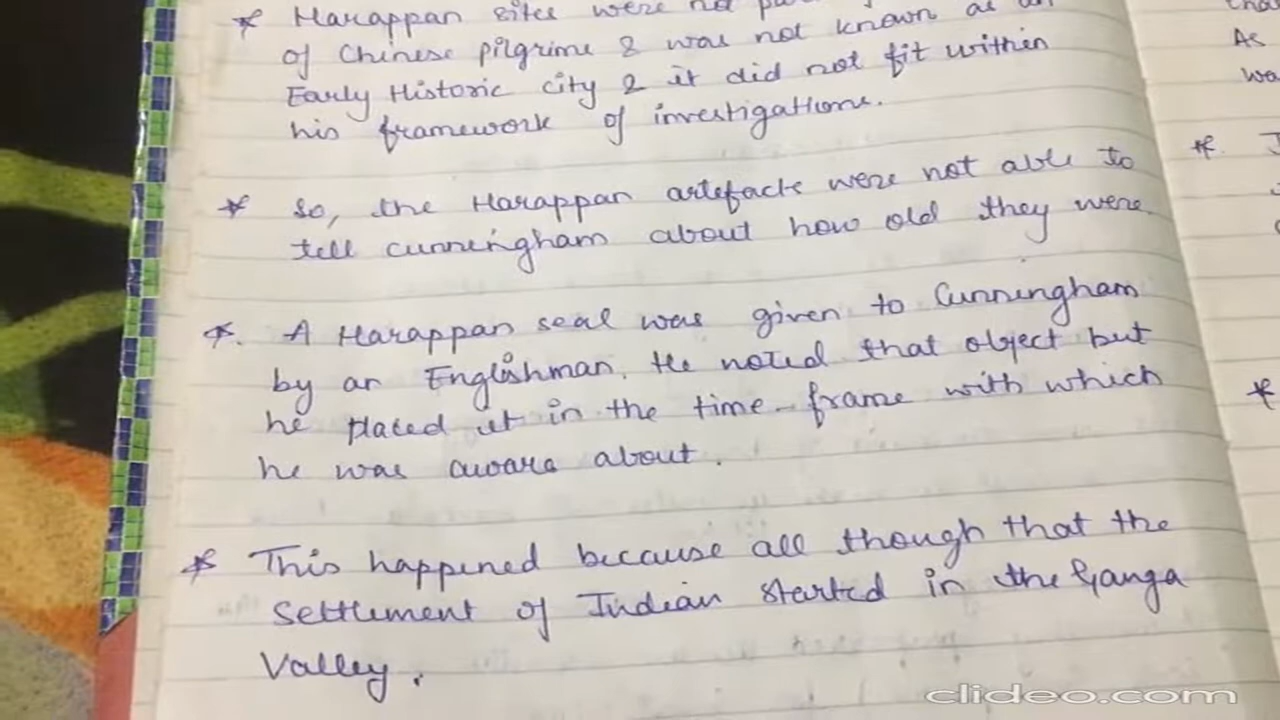 * Harappan sites were not
of Chinese pilgrims & was not known as an
Early Historic city & it did not fit within
his framework of investigations.
* So, the Harappan artefacts were not able to
tell cunningham about how old they were.
*. A Harappan seal was given to Cunningham
by an Englishman. He noted that object but
he placed it in the time-frame with which
he was aware about.
* This happened because all though that the
settlement of Indian started in the Ganga
Valley.
As
*
*
clideo.com